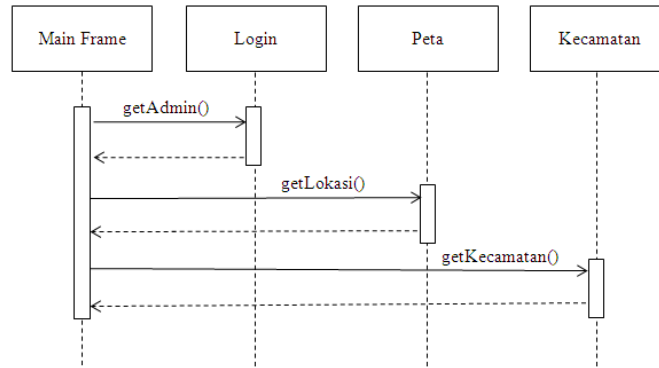 Main Frame
Login
Peta
Kecamatan
getAdmin()
getLokasi()
getKecamatan()